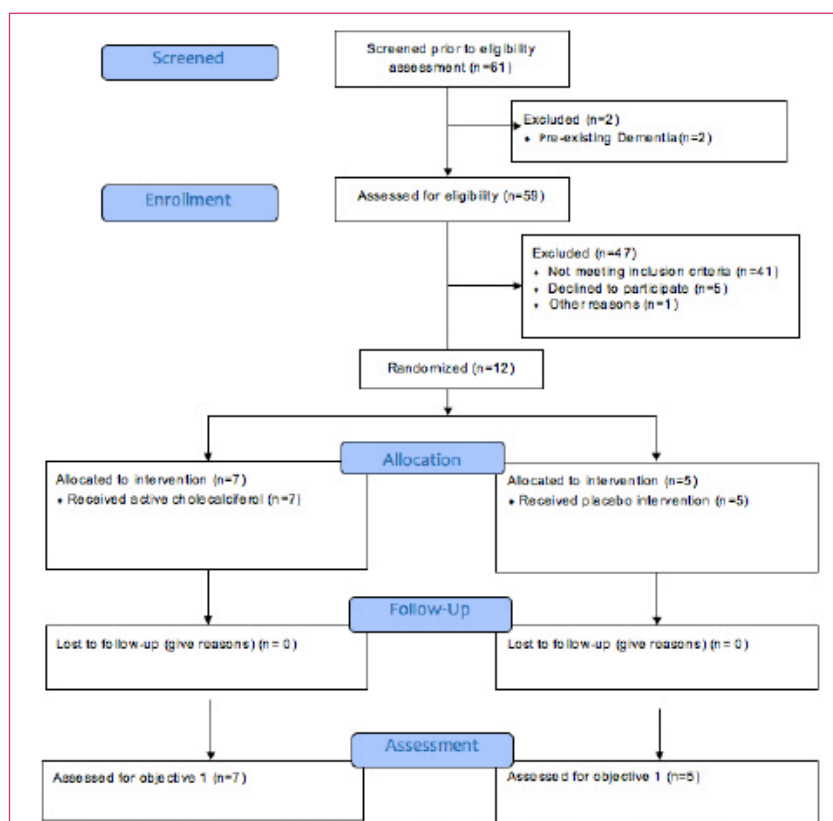 Screened
Screened prior to eligibility
assessment (n=61)
Excluded (n=2)
♦ Pre-existing Dementia(n=2)
Enrollment
Assessed for eligibility (n=59)
Excluded (n=47)
♦ Not meeting inclusion criteria (n=41)
♦ Declined to participate (n=5)
♦ Other reasons (n=1)
Randomized (n=12)
Allocation
Allocated to intervention (n=7)
♦ Received active cholecalciferol (n=7)
Allocated to intervention (n=5)
♦ Received placebo intervention (n=5)
Follow-Up
Lost to follow-up (give reasons) (n= 0)
Lost to follow-up (give reasons) (n= 0)
Assessment
Assessed for objective 1 (n=7)
Assessed for objective 1 (n=5)